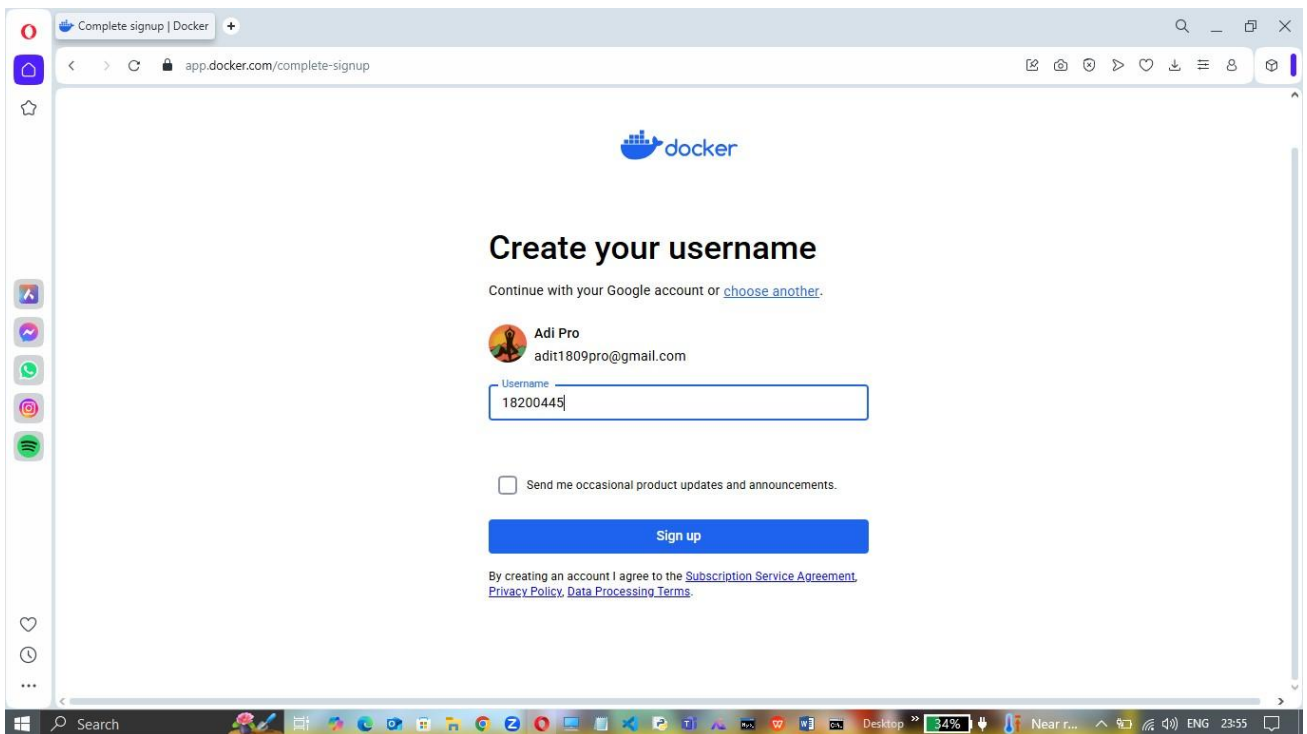 Complete signup | Docker
app.docker.com/complete-signup
docker
Create your username
Continue with your Google account or choose another.
Adi Pro
adit1809pro@gmail.com
Username
18200445
Send me occasional product updates and announcements.
Sign up
By creating an account I agree to the Subscription Service Agreement,
Privacy Policy, Data Processing Terms.
Search
Desktop
34%
Near r...
ENG
23:55